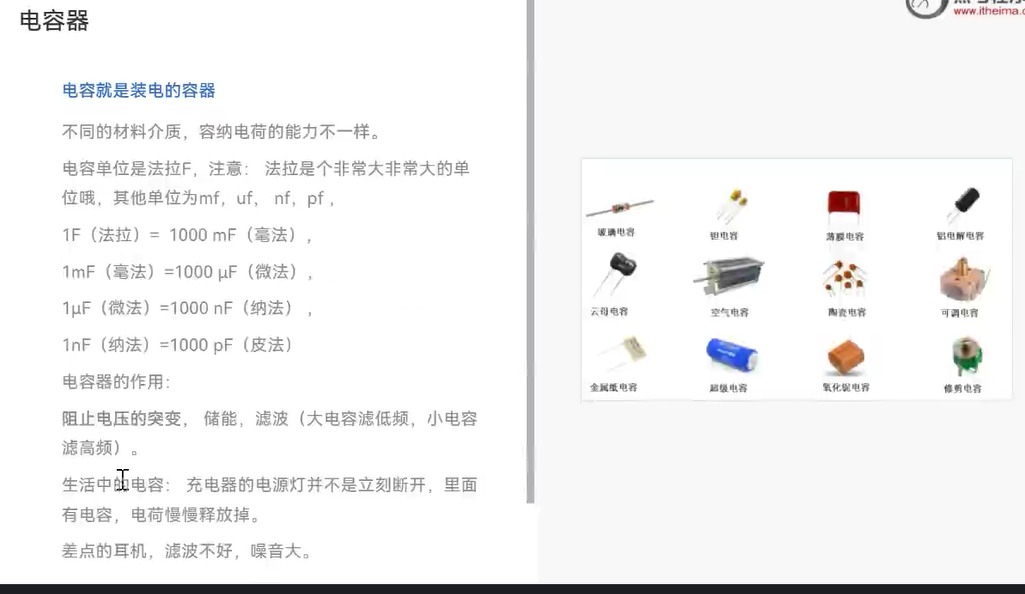 电容器
电容就是装电的容器
不同的材料介质，容纳电荷的能力不一样。
电容单位是法拉F，注意： 法拉是个非常大非常大的单
位哦，其他单位为mf，uf， nf，pf ，
1F（法拉）= 1000 mF（毫法），
1mF（毫法）=1000 μF（微法），
1μF（微法）=1000 nF（纳法） ，
1nF（纳法）=1000 pF（皮法）
电容器的作用：
阻止电压的突变， 储能，滤波（大电容滤低频，小电容
滤高频）。
生活中的电容： 充电器的电源灯并不是立刻断开，里面
有电容，电荷慢慢释放掉。
差点的耳机，滤波不好，噪音大。
www.itheima.c
玻璃电容 钽电容 薄膜电容 铝电解电容
云母电容 空气电容 陶瓷电容 可调电容
金属纸电容 超级电容 氧化铌电容 修剪电容